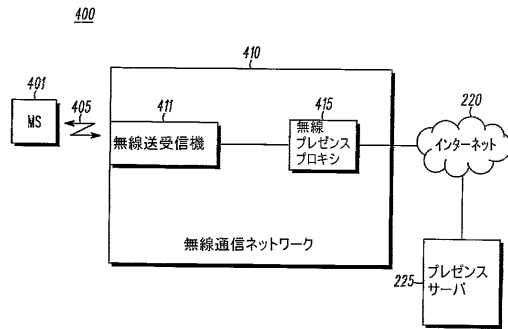 400
410
401
MS
405
411
無線送受信機
415
無線
プレゼンス
プロキシ
220
インターネット
無線通信ネットワーク
225
プレゼンス
サーバ